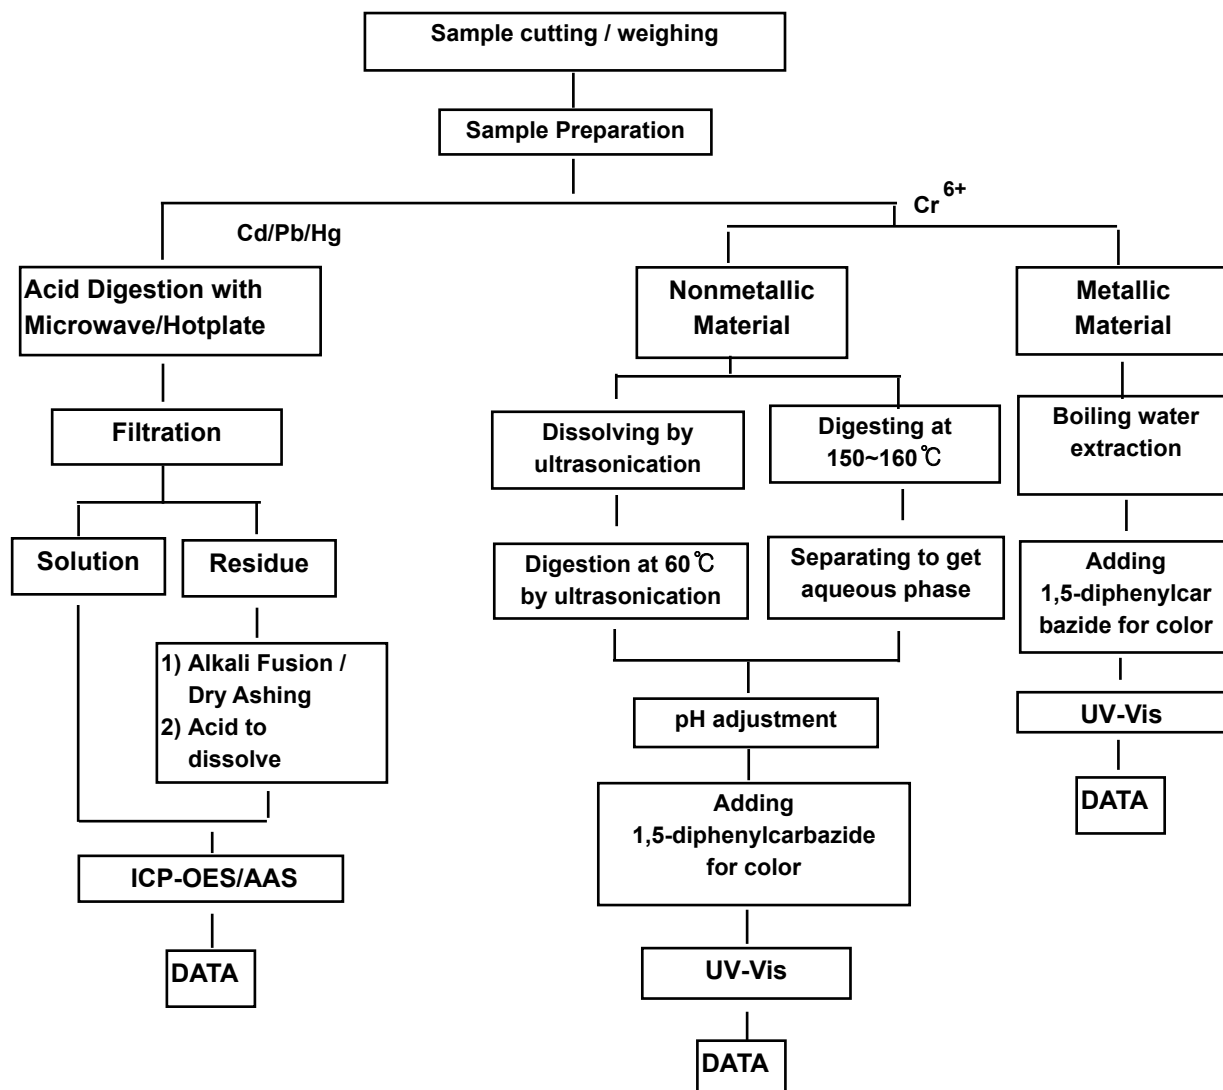 Sample cutting / weighing
Sample Preparation
Cr 6+
Cd/Pb/Hg
Acid Digestion with
Microwave/Hotplate
Nonmetallic
Material
Metallic
Material
Filtration
Dissolving by
ultrasonication
Digesting at
150~160℃
Boiling water
extraction
Solution
Residue
Digestion at 60℃
by ultrasonication
Separating to get
aqueous phase
Adding
1,5-diphenylcar
bazide for color
1) Alkali Fusion /
Dry Ashing
2) Acid to
dissolve
pH adjustment
UV-Vis
Adding
1,5-diphenylcarbazide
for color
DATA
ICP-OES/AAS
UV-Vis
DATA
DATA